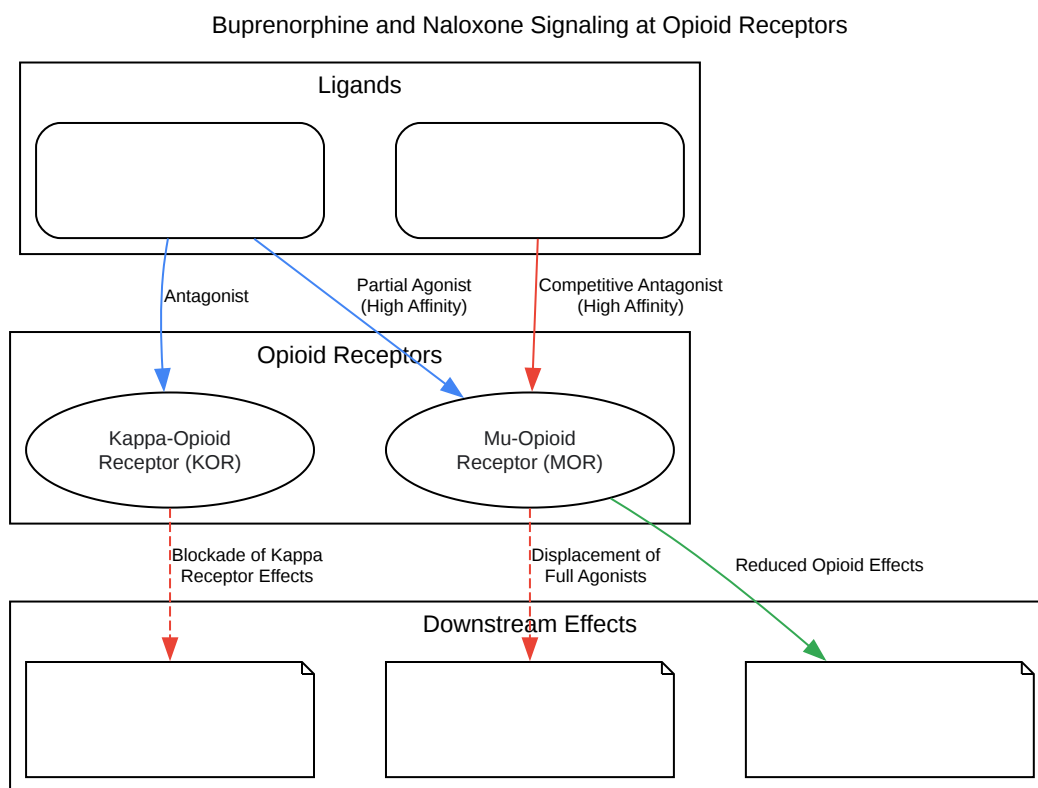 Buprenorphine and Naloxone Signaling at Opioid Receptors
Ligands
Antagonist
Partial Agonist
(High Affinity)
Competitive Antagonist
(High Affinity)
Opioid Receptors
Kappa-Opioid
Receptor (KOR)
Mu-Opioid
Receptor (MOR)
Blockade of Kappa
Receptor Effects
Displacement of
Full Agonists
Reduced Opioid Effects
Downstream Effects